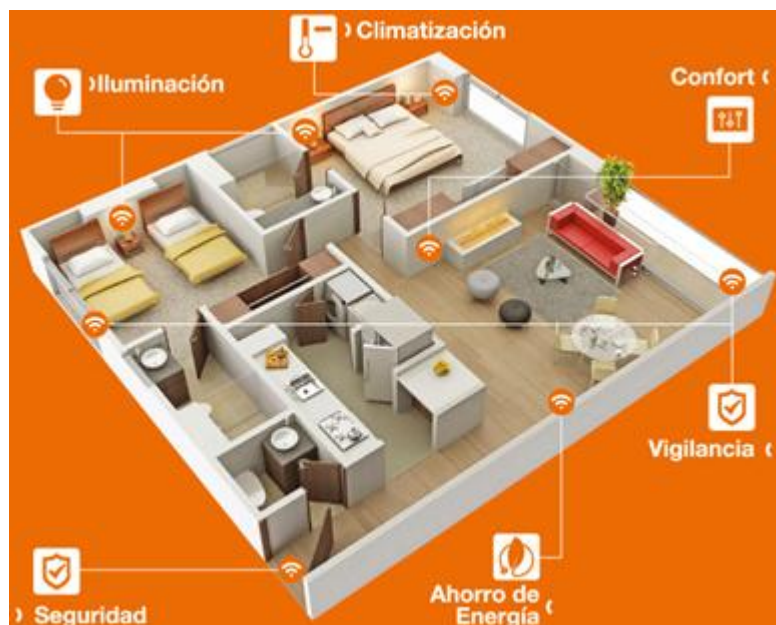 Climatización
Iluminación
Confort
Vigilancia
Seguridad
Ahorro de
Energía